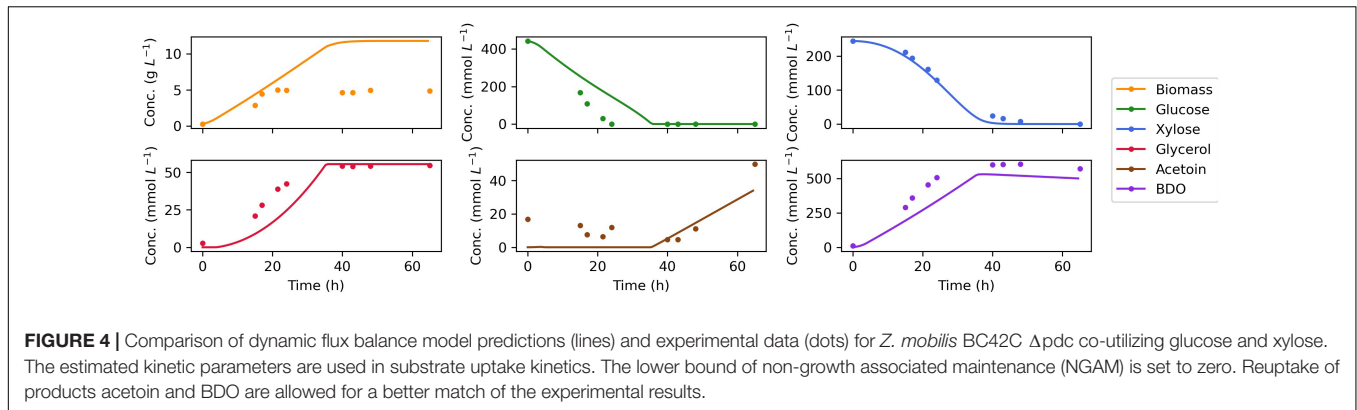 Conc. (g L⁻¹)
10
5
0
Conc. (mmol L⁻¹)
400
200
0
Conc. (mmol L⁻¹)
200
100
0
Biomass
Glucose
Xylose
Glycerol
Acetoin
BDO
Conc. (mmol L⁻¹)
50
25
0
0 20 40 60
Time (h)
Conc. (mmol L⁻¹)
40
20
0
0 20 40 60
Time (h)
Conc. (mmol L⁻¹)
500
250
0
0 20 40 60
Time (h)
FIGURE 4 | Comparison of dynamic flux balance model predictions (lines) and experimental data (dots) for Z. mobilis BC42C Δpdc co-utilizing glucose and xylose.
The estimated kinetic parameters are used in substrate uptake kinetics. The lower bound of non-growth associated maintenance (NGAM) is set to zero. Reuptake of
products acetoin and BDO are allowed for a better match of the experimental results.